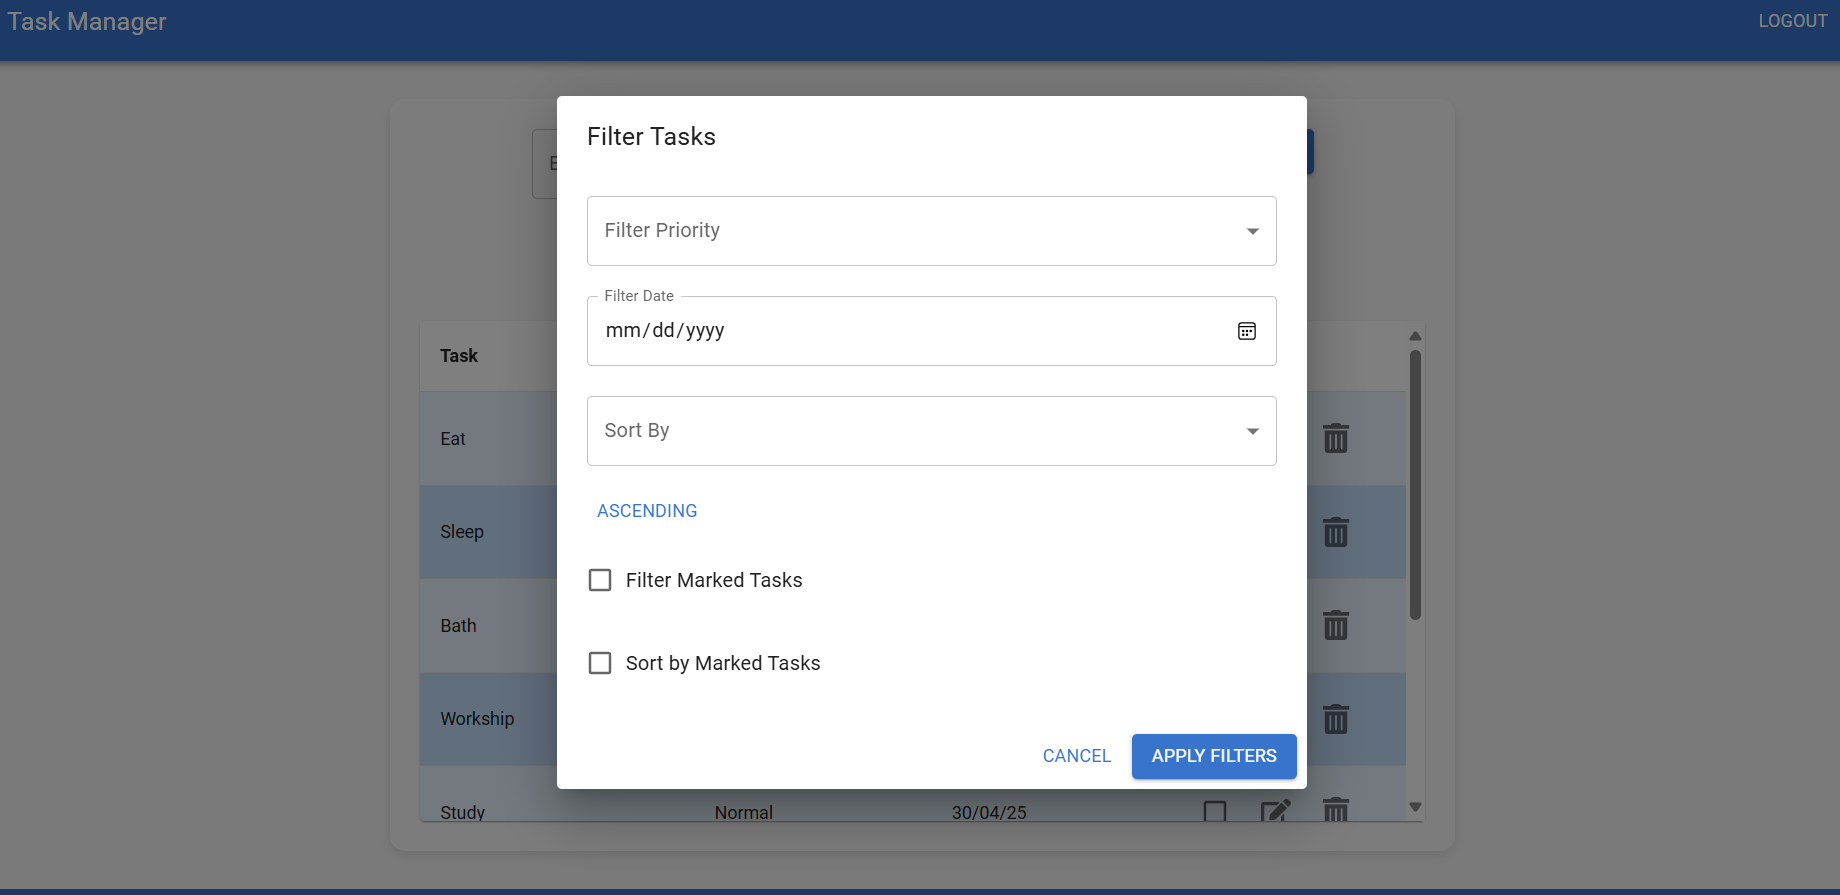 Task Manager
LOGOUT
Filter Tasks
Filter Priority
Filter Date
mm/dd/yyyy
Sort By
ASCENDING
Filter Marked Tasks
Sort by Marked Tasks
CANCEL
APPLY FILTERS
Task
Eat
Sleep
Bath
Workship
Study Normal 30/04/25